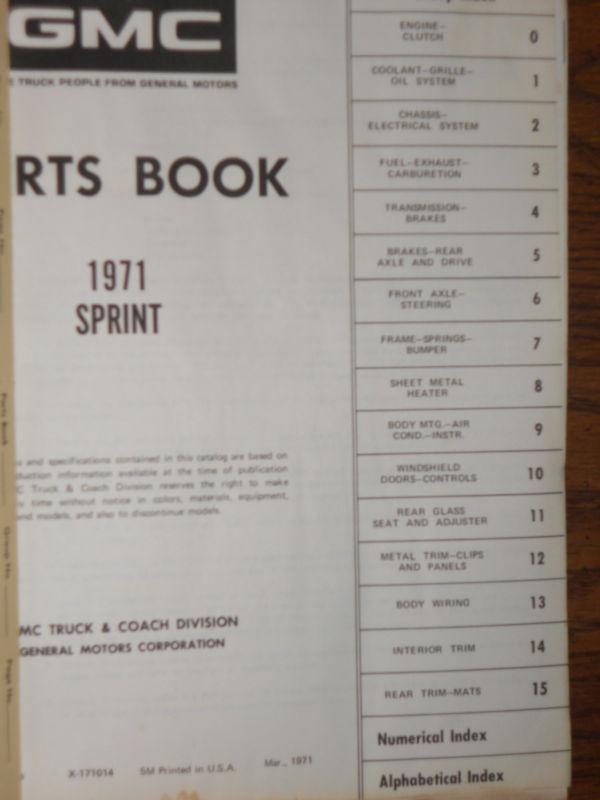 GMC
TRUCK PEOPLE FROM GENERAL MOTORS
RTS BOOK
1971
SPRINT
and specifications contained in this catalog are based on
duction information available at the time of publication
C Truck & Coach Division reserves the right to make
time without notice in colors, materials, equipment,
and models, and also to discontinue models.
MC TRUCK & COACH DIVISION
GENERAL MOTORS CORPORATION
X-171014 5M Printed in U.S.A. Mar., 1971
ENGINE-
CLUTCH 0
COOLANT-GRILLE-
OIL SYSTEM 1
CHASSIS-
ELECTRICAL SYSTEM 2
FUEL-EXHAUST-
CARBURETION 3
TRANSMISSION-
BRAKES 4
BRAKES-REAR
AXLE AND DRIVE 5
FRONT AXLE-
STEERING 6
FRAME-SPRINGS-
BUMPER 7
SHEET METAL
HEATER 8
BODY MTG.-AIR
COND.-INSTR. 9
WINDSHIELD
DOORS-CONTROLS 10
REAR GLASS
SEAT AND ADJUSTER 11
METAL TRIM-CLIPS
AND PANELS 12
BODY WIRING 13
INTERIOR TRIM 14
REAR TRIM-MATS 15
Numerical Index
Alphabetical Index